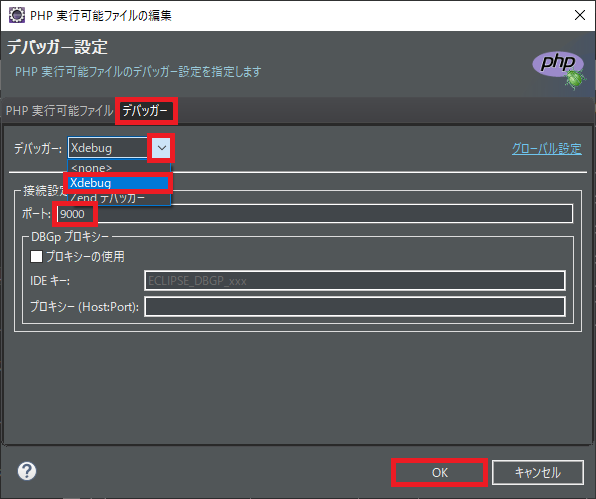 PHP 実行可能ファイルの編集
デバッガー設定
PHP 実行可能ファイルのデバッガー設定を指定します
php
PHP 実行可能ファイル デバッガー
デバッガー: Xdebug グローバル設定
<none>
Xdebug
Zend デバッガー
接続設定
ポート: 9000
DBGp プロキシー
プロキシーの使用
IDE キー: ECLIPSE_DBGP_xxx
プロキシー (Host:Port):
?
OK キャンセル